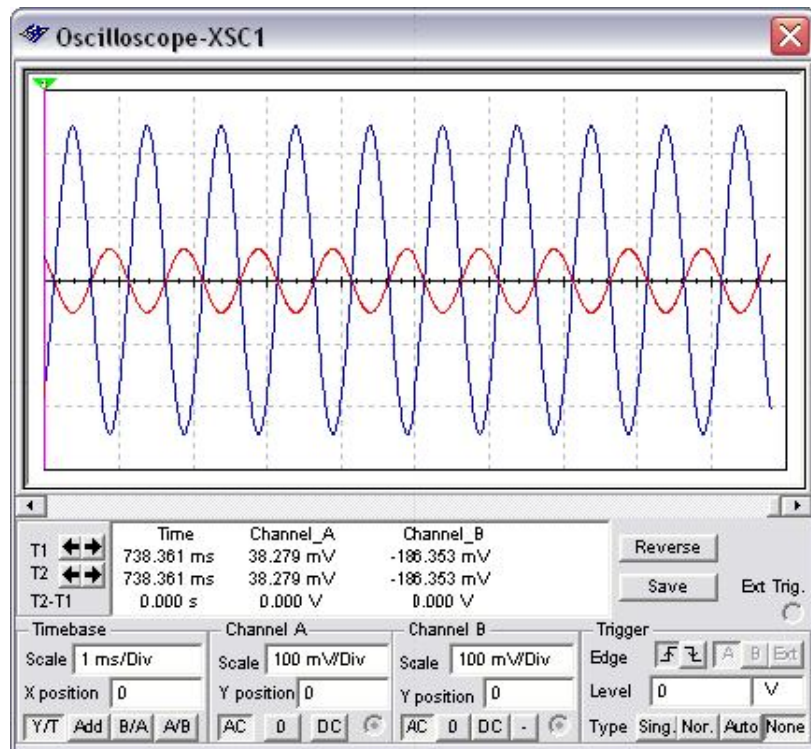 Oscilloscope-XSC1
1
Time Channel_A Channel_B
T1 738.361 ms 38.279 mV -186.353 mV
T2 738.361 ms 38.279 mV -186.353 mV
T2-T1 0.000 s 0.000 V 0.000 V
Reverse
Save
Ext Trig.
Timebase
Scale 1 ms/Div
X position 0
Y/T Add B/A A/B
Channel A
Scale 100 mV/Div
Y position 0
AC 0 DC
Channel B
Scale 100 mV/Div
Y position 0
AC 0 DC -
Trigger
Edge A B Ext
Level 0 V
Type Sing. Nor. Auto None